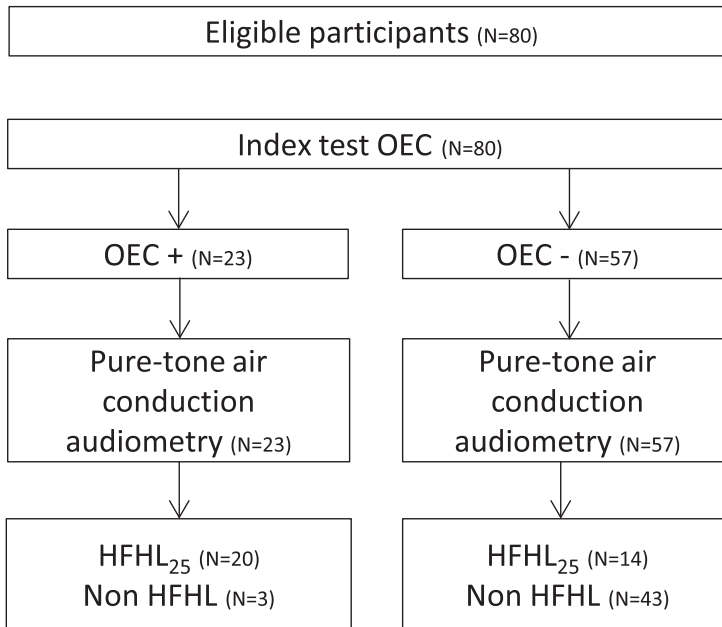 Eligible participants (N=80)
Index test OEC (N=80)
OEC + (N=23)
OEC - (N=57)
Pure-tone air
conduction
audiometry (N=23)
Pure-tone air
conduction
audiometry (N=57)
HFHL25 (N=20)
Non HFHL (N=3)
HFHL25 (N=14)
Non HFHL (N=43)